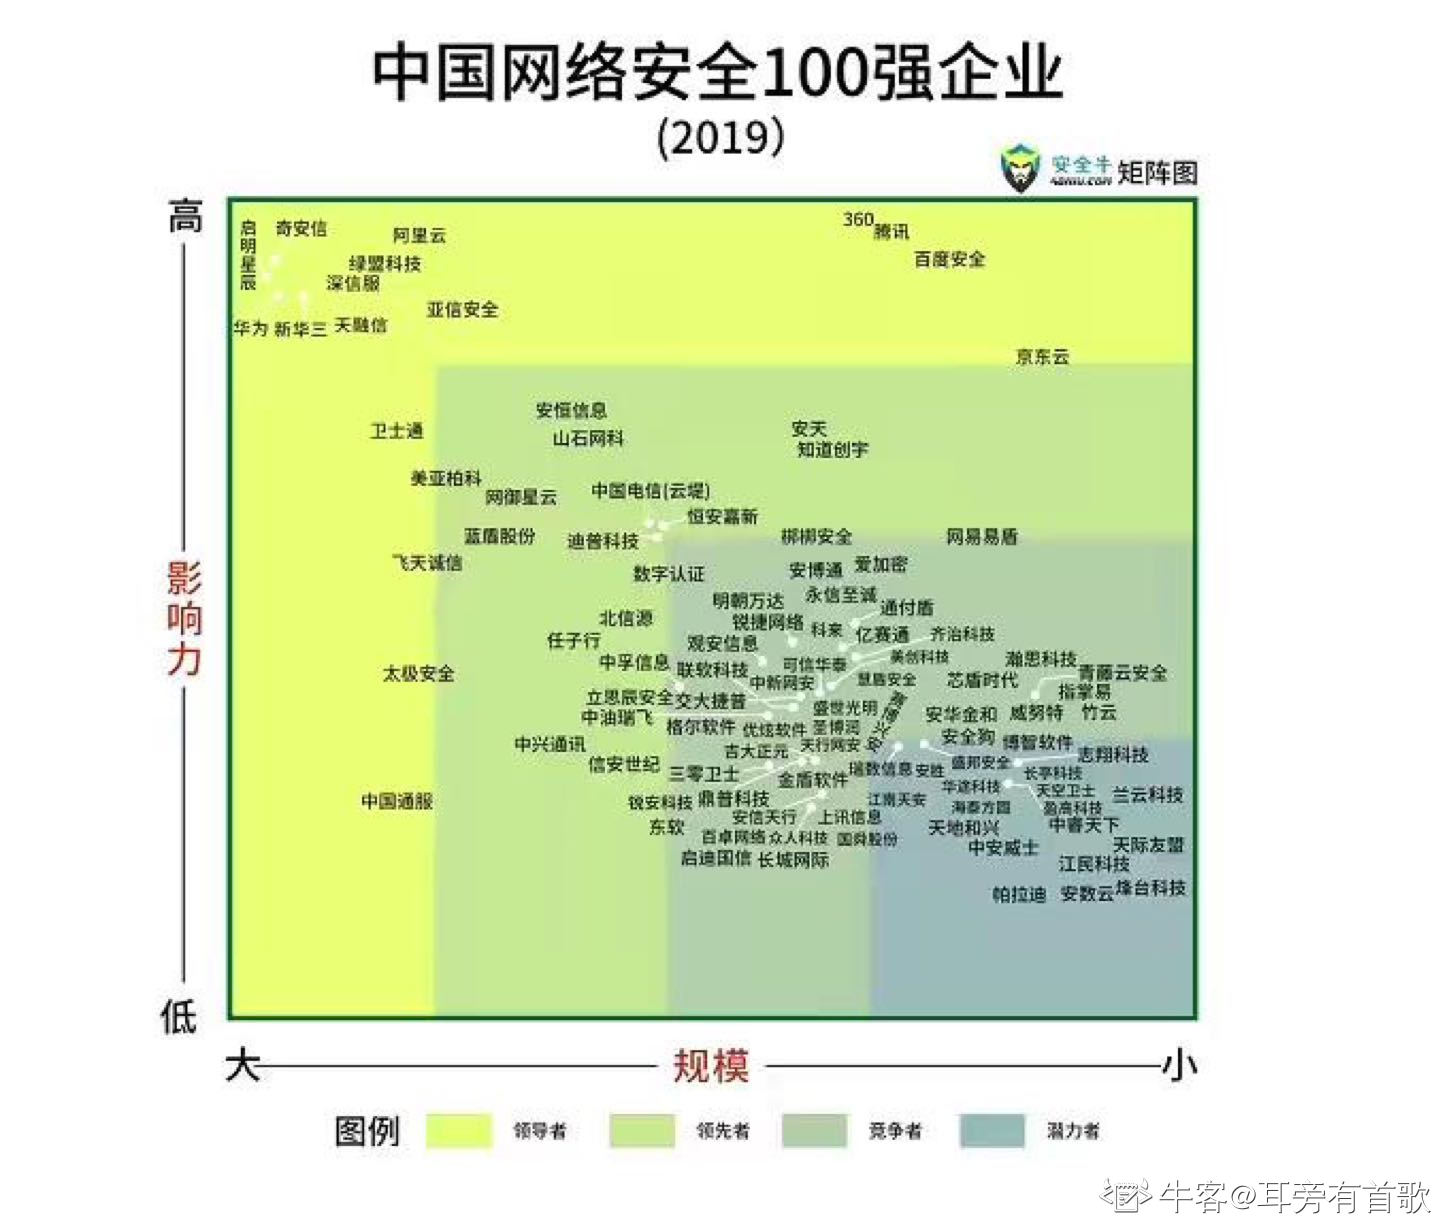 中国网络安全100强企业
(2019)
安全牛
矩阵图
高
启明星辰
奇安信
阿里云
360
腾讯
绿盟科技
百度安全
深信服
亚信安全
华为
新华三
天融信
京东云
安恒信息
卫士通
安天
山石网科
知道创宇
美亚柏科
网御星云
中国电信(云堤)
恒安嘉新
蓝盾股份
迪普科技
梆梆安全
网易易盾
飞天诚信
数字认证
安博通
爱加密
影响力
明朝万达
永信至诚
通付盾
北信源
锐捷网络
科来
亿赛通
齐治科技
任子行
观安信息
中孚信息
联软科技
可信华泰
美创科技
瀚思科技
太极安全
中新网安
慧盾安全
芯盾时代
青藤云安全
指掌易
立思辰安全
交大捷普
盛世光明
中油瑞飞
格尔软件
优炫软件
圣博润
安华金和
威努特
竹云
中兴通讯
吉大正元
天行网安
安全狗
博智软件
志翔科技
信安世纪
三零卫士
金盾软件
瑞数信息
安胜
盛邦安全
长亭科技
中国通服
锐安科技
鼎普科技
江南天安
华途科技
天空卫士
兰云科技
东软
安信天行
上讯信息
海泰方圆
盈高科技
百卓网络
众人科技
国舜股份
天地和兴
中睿天下
启迪国信
长城网际
中安威士
天际友盟
江民科技
帕拉迪
安数云
烽台科技
低
大
规模
小
图例
领导者
领先者
竞争者
潜力者
牛客@耳旁有首歌